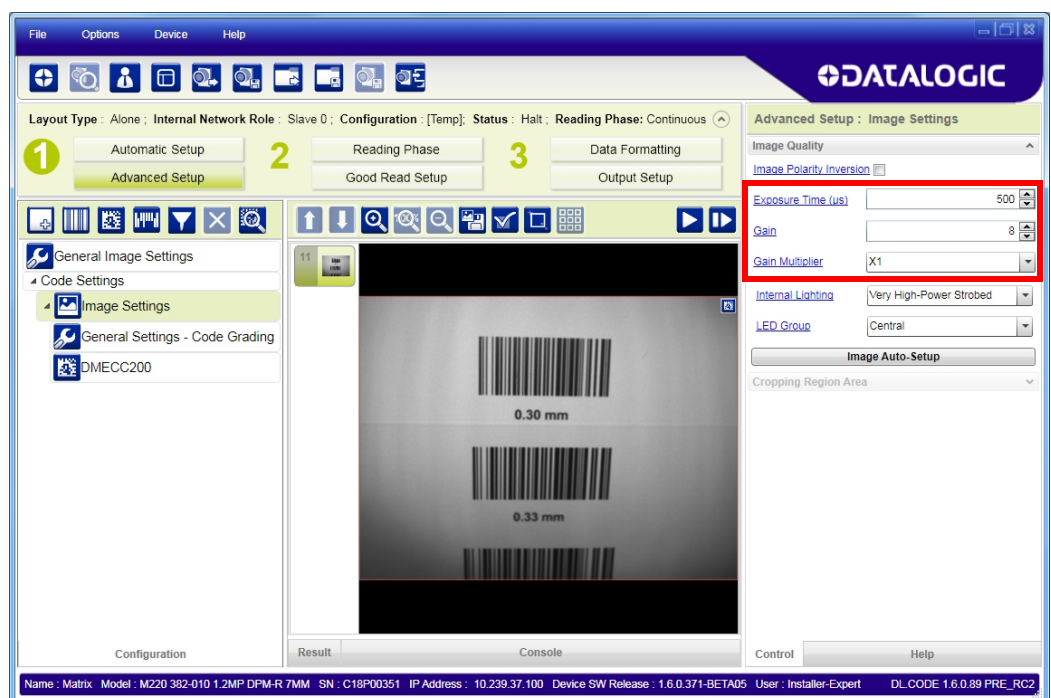 File Options Device Help
DATALOGIC
Layout Type : Alone ; Internal Network Role : Slave 0 ; Configuration : [Temp]; Status : Halt ; Reading Phase: Continuous
1 Automatic Setup 2 Reading Phase 3 Data Formatting
Advanced Setup Good Read Setup Output Setup
General Image Settings
Code Settings
Image Settings
General Settings - Code Grading
DMECC200
Configuration
100%
11
0.30 mm
0.33 mm
Result Console
Advanced Setup : Image Settings
Image Quality
Image Polarity Inversion
Exposure Time (µs) 500
Gain 8
Gain Multiplier X1
Internal Lighting Very High-Power Strobed
LED Group Central
Image Auto-Setup
Cropping Region Area
Control Help
Name : Matrix Model : M220 382-010 1.2MP DPM-R 7MM SN : C18P00351 IP Address : 10.239.37.100 Device SW Release : 1.6.0.371-BETA05 User : Installer-Expert DL.CODE 1.6.0.89 PRE_RC2